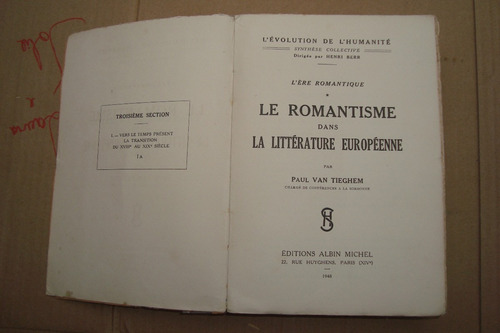 TROISIÈME SECTION
I. — VERS LE TEMPS PRÉSENT
LA TRANSITION
DU XVIIIe AU XIXe SIÈCLE
L'ÉVOLUTION DE L'HUMANITÉ
SYNTHÈSE COLLECTIVE
Dirigée par HENRI BERR
L'ÈRE ROMANTIQUE
*
LE ROMANTISME
DANS
LA LITTÉRATURE EUROPÉENNE
PAR
PAUL VAN TIEGHEM
CHARGÉ DE CONFÉRENCES A LA SORBONNE
ÉDITIONS ALBIN MICHEL
22, RUE HUYGHENS, PARIS (XIVe)
1948